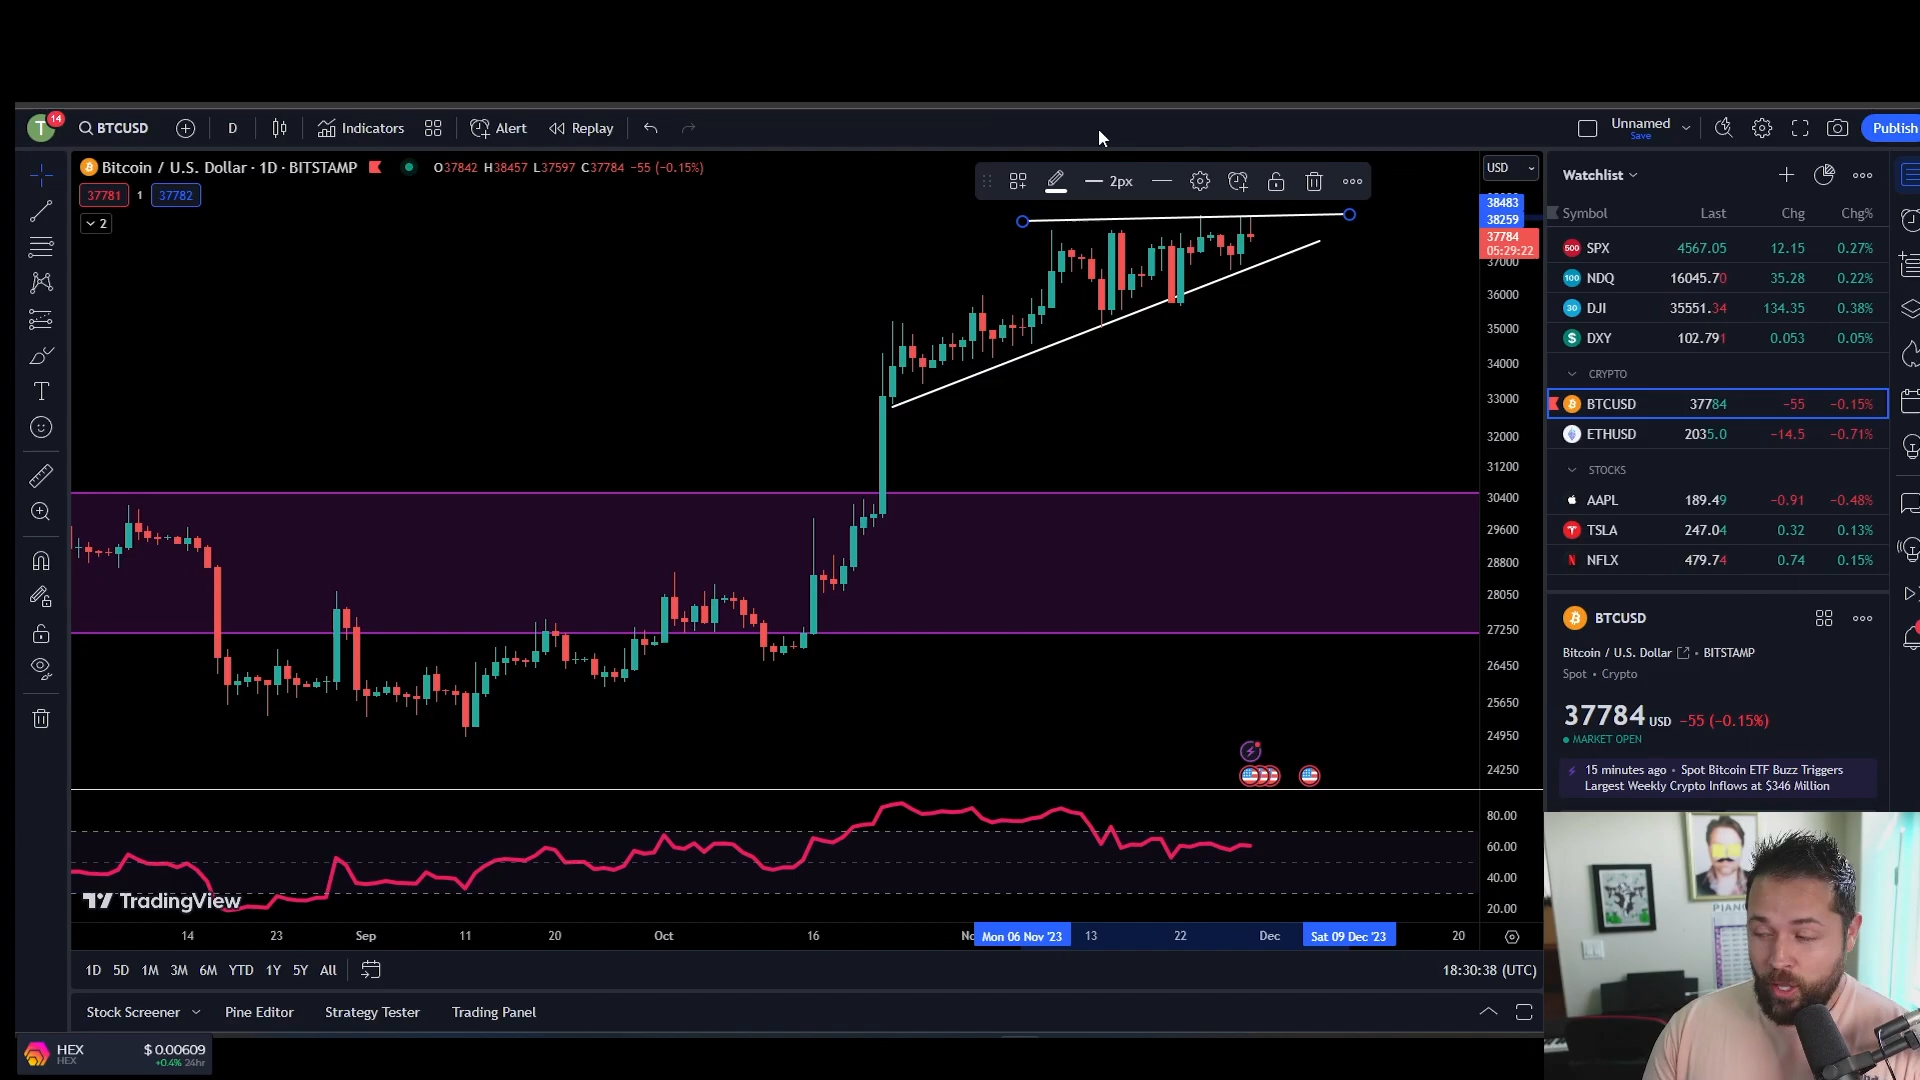 T 14 BTCUSD D Indicators Alert Replay Unnamed Save Publish
Bitcoin / U.S. Dollar · 1D · BITSTAMP O37842 H38457 L37597 C37784 −55 (−0.15%)
37781 1 37782
2
2px
USD
38483
38259
37784
05:29:22
37000
36000
35000
34000
33000
32000
31200
30400
29600
28800
28050
27250
26450
25650
24950
24250
80.00
60.00
40.00
20.00
TradingView
14 23 Sep 11 20 Oct 16 Mon 06 Nov '23 13 22 Dec Sat 09 Dec '23 20
1D 5D 1M 3M 6M YTD 1Y 5Y All 18:30:38 (UTC)
Stock Screener Pine Editor Strategy Tester Trading Panel
HEX $ 0.00609
HEX +0.4% 24hr
Watchlist
Symbol Last Chg Chg%
500 SPX 4567.05 12.15 0.27%
100 NDQ 16045.70 35.28 0.22%
30 DJI 35551.34 134.35 0.38%
$ DXY 102.791 0.053 0.05%
CRYPTO
BTCUSD 37784 −55 −0.15%
ETHUSD 2035.0 −14.5 −0.71%
STOCKS
AAPL 189.49 −0.91 −0.48%
TSLA 247.04 0.32 0.13%
NFLX 479.74 0.74 0.15%
BTCUSD
Bitcoin / U.S. Dollar • BITSTAMP
Spot • Crypto
37784 USD −55 (−0.15%)
MARKET OPEN
15 minutes ago • Spot Bitcoin ETF Buzz Triggers
Largest Weekly Crypto Inflows at $346 Million